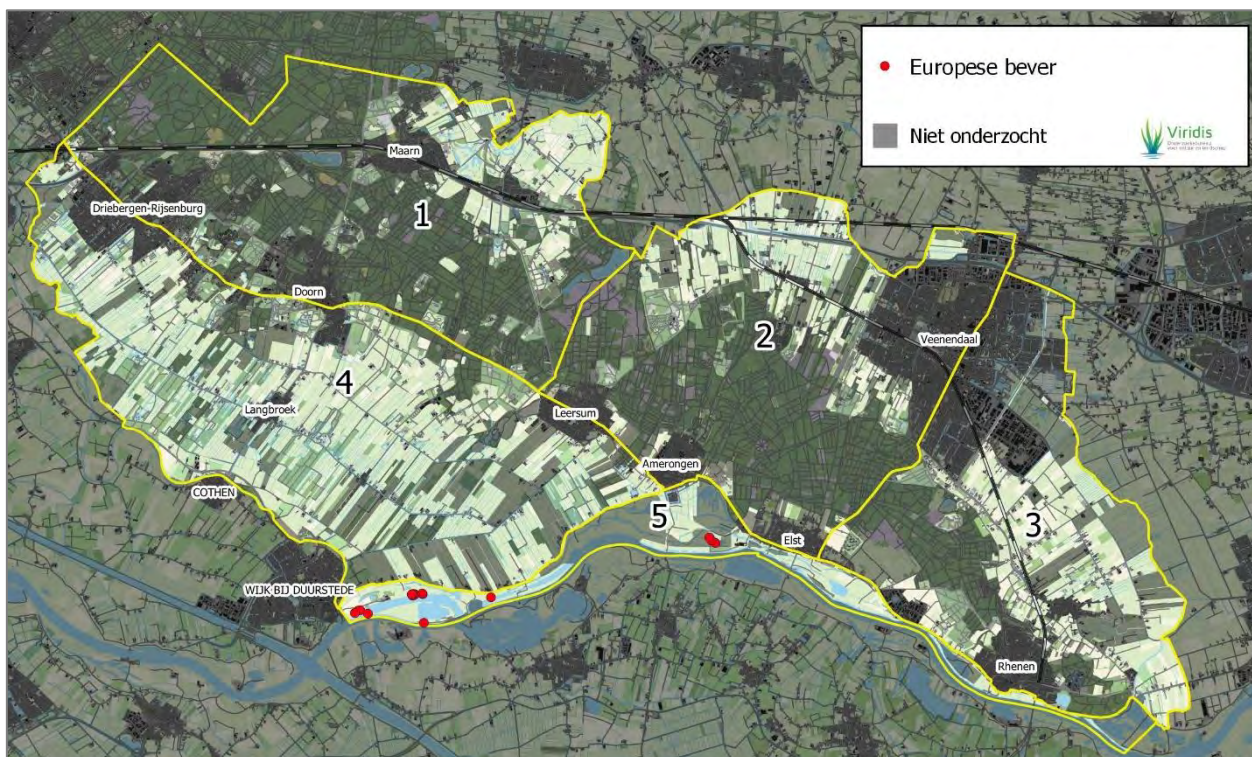 Europese bever
Niet onderzocht
Viridis
Maarn
1
Driebergen-Rijsenburg
Doorn
2
Veenendaal
4
Langbroek
Leersum
Amerongen
COTHEN
5
Elst
3
WIJK BIJ DUURSTEDE
Rhenen